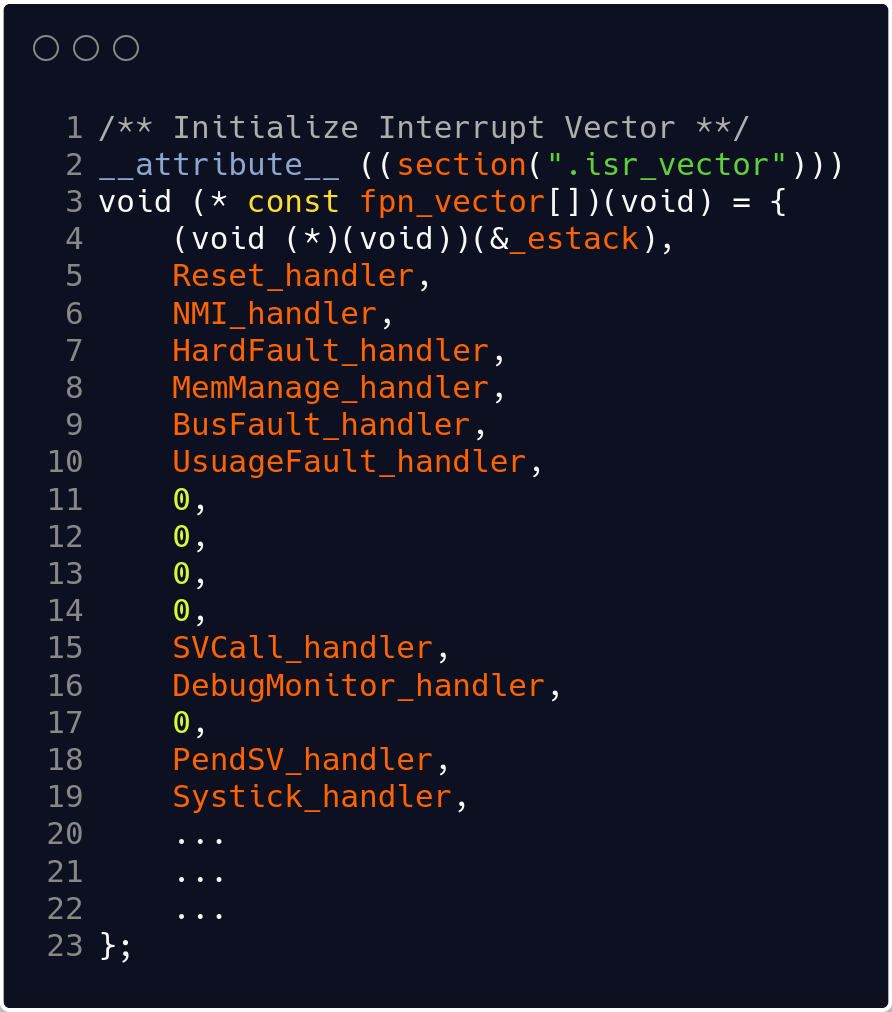 1 /** Initialize Interrupt Vector **/
2 __attribute__ ((section(".isr_vector")))
3 void (* const fpn_vector[])(void) = {
4     (void (*)(void))(&_estack),
5     Reset_handler,
6     NMI_handler,
7     HardFault_handler,
8     MemManage_handler,
9     BusFault_handler,
10     UsuageFault_handler,
11     0,
12     0,
13     0,
14     0,
15     SVCall_handler,
16     DebugMonitor_handler,
17     0,
18     PendSV_handler,
19     Systick_handler,
20     ...
21     ...
22     ...
23 };